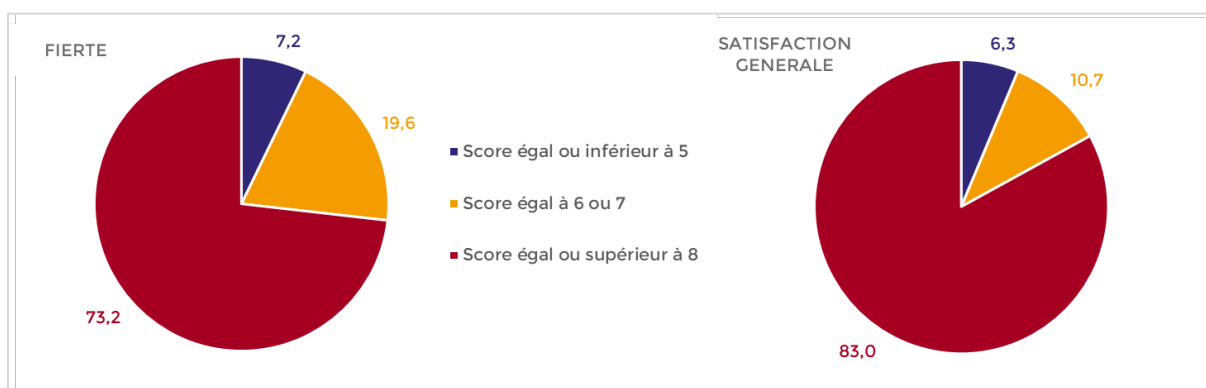 FIERTE
7,2
19,6
73,2
Score égal ou inférieur à 5
Score égal à 6 ou 7
Score égal ou supérieur à 8
SATISFACTION
GENERALE
6,3
10,7
83,0